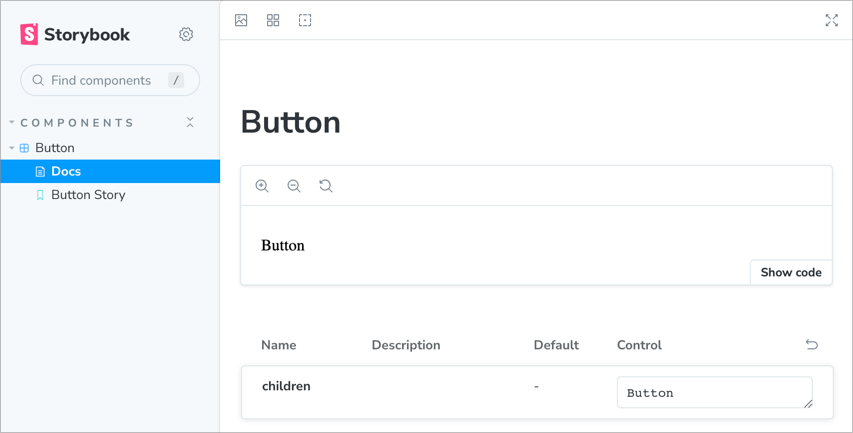 Storybook
Find components /
COMPONENTS
Button
Docs
Button Story
Button
Button
Show code
Name Description Default Control
children - Button